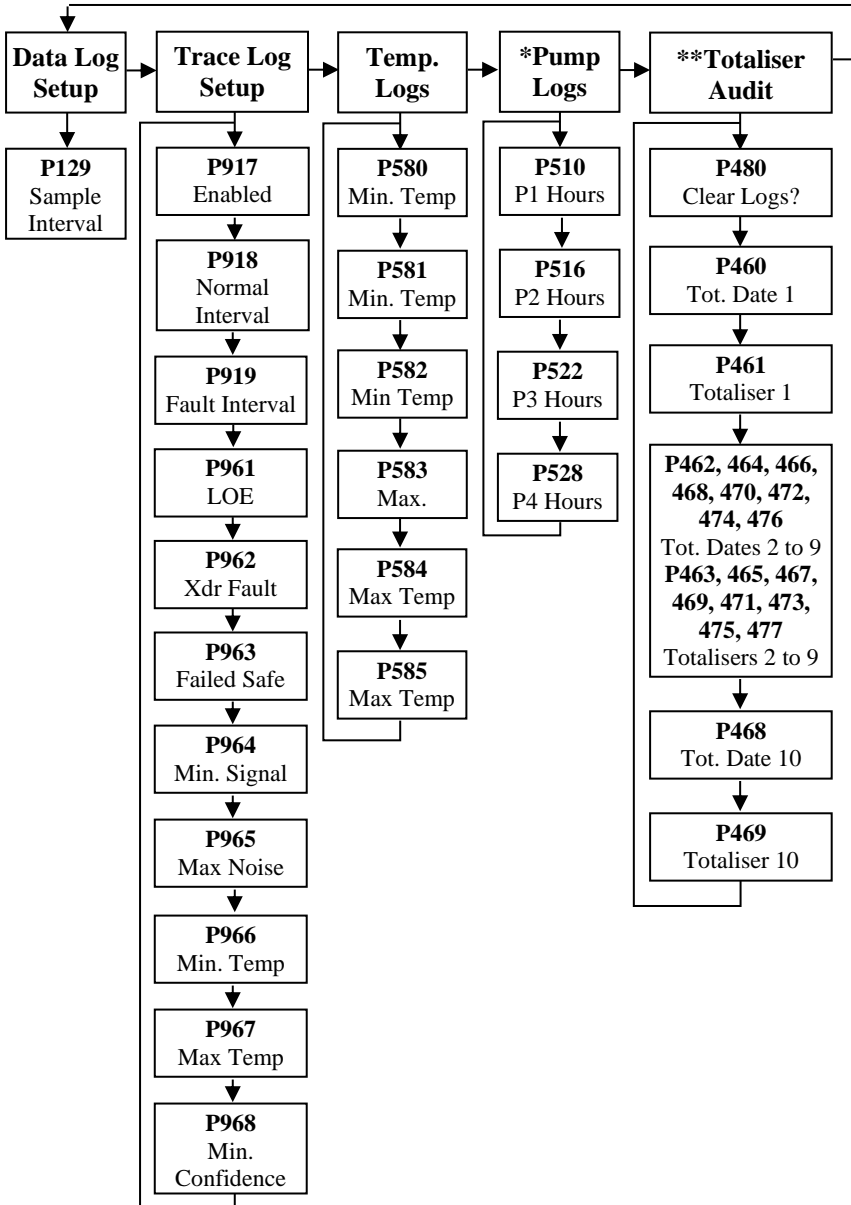 Data Log
Setup
P129
Sample
Interval
Trace Log
Setup
P917
Enabled
P918
Normal
Interval
P919
Fault Interval
P961
LOE
P962
Xdr Fault
P963
Failed Safe
P964
Min. Signal
P965
Max Noise
P966
Min. Temp
P967
Max Temp
P968
Min.
Confidence
Temp.
Logs
P580
Min. Temp
P581
Min. Temp
P582
Min Temp
P583
Max.
P584
Max Temp
P585
Max Temp
*Pump
Logs
P510
P1 Hours
P516
P2 Hours
P522
P3 Hours
P528
P4 Hours
**Totaliser
Audit
P480
Clear Logs?
P460
Tot. Date 1
P461
Totaliser 1
P462, 464, 466,
468, 470, 472,
474, 476
Tot. Dates 2 to 9
P463, 465, 467,
469, 471, 473,
475, 477
Totalisers 2 to 9
P468
Tot. Date 10
P469
Totaliser 10